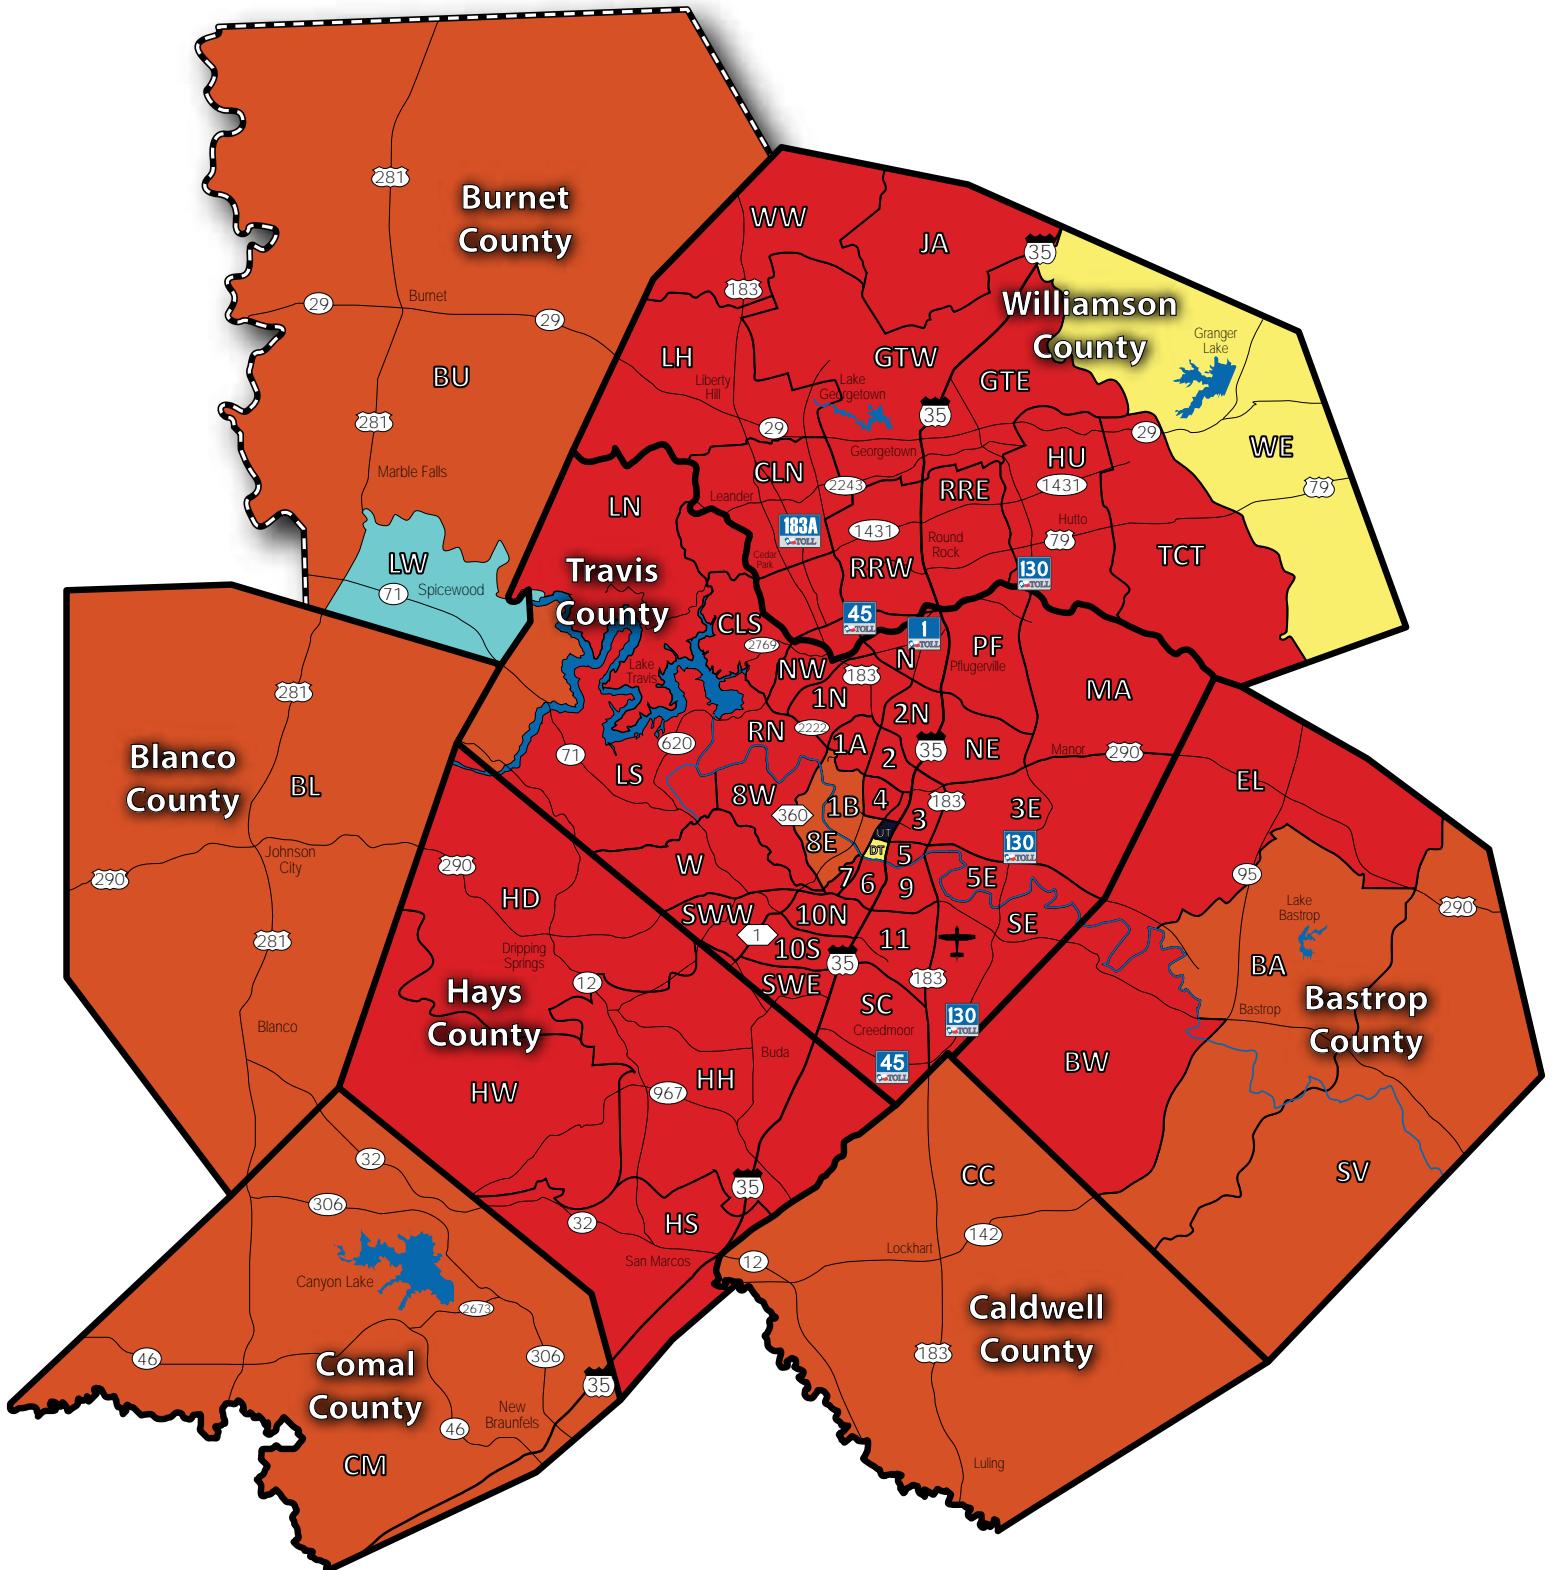 281
Burnet
County
WW
JA
35
183
29
Burnet
29
Williamson
County
Granger
Lake
BU
LH
GTW
GTE
Liberty
Hill
Lake
Georgetown
35
281
29
29
Georgetown
WE
Marble Falls
CLN
HU
2243
RRE
1431
79
Leander
LN
183A
TOLL
1431
Round
Rock
Hutto
79
TCT
Cedar
Park
LW
Spicewood
71
Travis
County
RRW
130
TOLL
45
TOLL
1
TOLL
CLS
2769
NW
183
N
PF
Pflugerville
Lake
Travis
MA
281
1N
2N
2222
RN
1A
2
35
NE
Manor
290
620
71
LS
Blanco
County
BL
8W
360
1B
4
183
3
3E
EL
UT
DT
8E
5
130
TOLL
Johnson
City
290
290
W
7
6
9
5E
95
290
HD
SWW
10N
SE
Lake
Bastrop
1
10S
11
281
Dripping
Springs
35
183
BA
12
SWE
Hays
County
SC
Creedmoor
130
TOLL
Bastrop
Bastrop
County
Blanco
Buda
45
TOLL
BW
HH
HW
967
32
35
CC
SV
306
32
HS
142
Lockhart
San Marcos
12
Canyon Lake
2673
Caldwell
County
46
306
183
Comal
County
35
New
Braunfels
46
CM
Luling